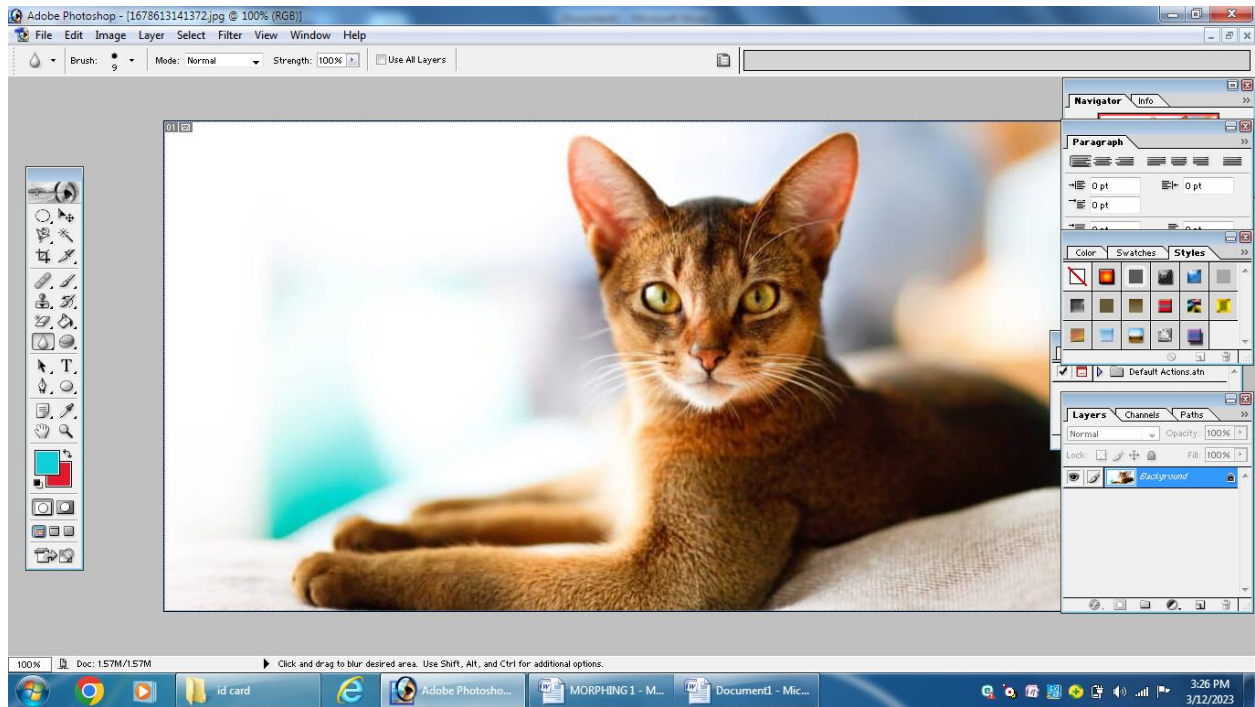 Adobe Photoshop - [1678613141372.jpg @ 100% (RGB)]
File Edit Image Layer Select Filter View Window Help
Brush: 9 Mode: Normal Strength: 100% Use All Layers
Navigator Info
01
Paragraph
0 pt 0 pt
0 pt
Color Swatches Styles
T
Default Actions.atn
Layers Channels Paths
Normal Opacity: 100%
Lock: Fill: 100%
Background
100% Doc: 1.57M/1.57M Click and drag to blur desired area. Use Shift, Alt, and Ctrl for additional options.
id card Adobe Photosho... MORPHING 1 - M... Document1 - Mic... 3:26 PM
3/12/2023